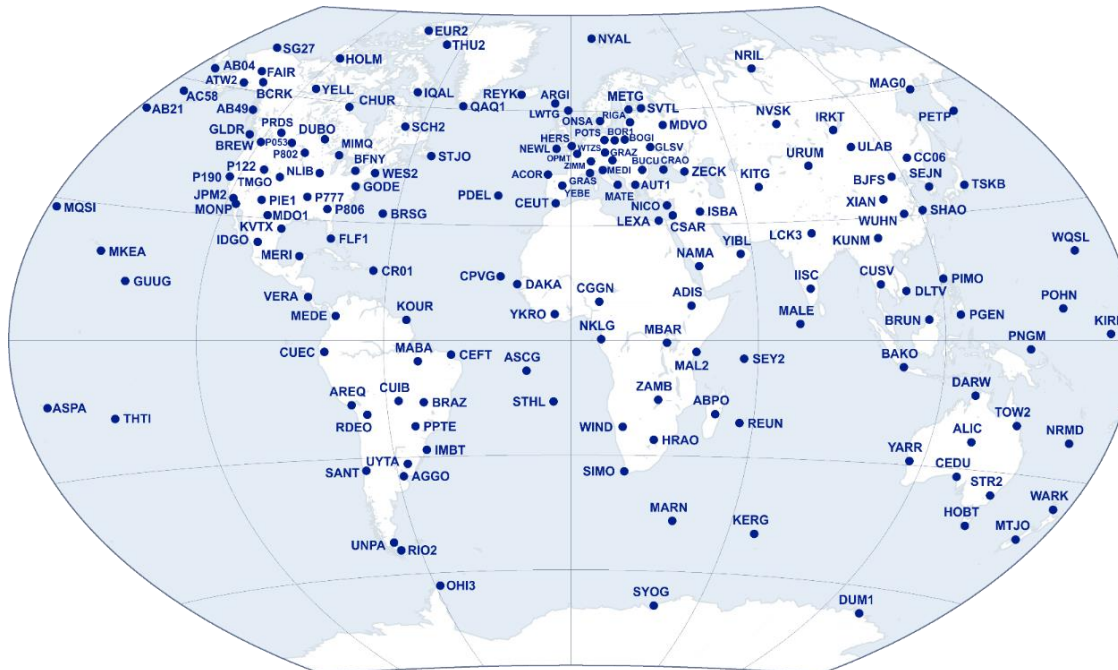 EUR2
THU2
NYAL
SG27
HOLM
NRIL
AB04
FAIR
ATW2
BCRK
YELL
IQAL
REYK
ARGI
METG
MAG0
AC58
CHUR
QAQ1
LWTG
RIGA
SVTL
AB21
AB49
ONSA
NVSK
IRKT
PETP
PRDS
DUBO
SCH2
POTS
BOR1
BOGI
MDVO
GLDR
P053
MIMQ
HERS
ULAB
BREW
P802
BFNY
STJO
NEWL
WTZS
GRAZ
GLSV
URUM
CC06
P122
NLIB
WES2
OPMT
ZIMM
MEDI
BUCU
CRAO
ZECK
KITG
BJFS
SEJN
P190
TMGO
GODE
ACOR
GRAS
AUT1
TSKB
JPM2
PIE1
P777
PDEL
CEUT
YEBE
MATE
NICO
XIAN
MQSI
MONP
MDO1
P806
BRSG
ISBA
WUHN
SHAO
KVTX
LEXA
CSAR
LCK3
KUNM
IDGO
FLF1
MKEA
MERI
NAMA
YIBL
WQSL
CR01
CPVG
DAKA
CGGN
ADIS
IISC
CUSV
PIMO
GUUG
DLTV
VERA
KOUR
MEDE
YKRO
NKLG
MBAR
MALE
BRUN
PGEN
POHN
KIRI
CUEC
MABA
CEFT
ASCG
MAL2
SEY2
BAKO
PNGM
AREQ
CUIB
BRAZ
STHL
ZAMB
ABPO
DARW
ASPA
THTI
RDEO
PPTE
WIND
HRAO
REUN
TOW2
ALIC
NRMD
IMBT
UYTA
YARR
SANT
AGGO
SIMO
CEDU
STR2
MARN
KERG
HOBT
WARK
MTJO
UNPA
RIO2
OHI3
SYOG
DUM1